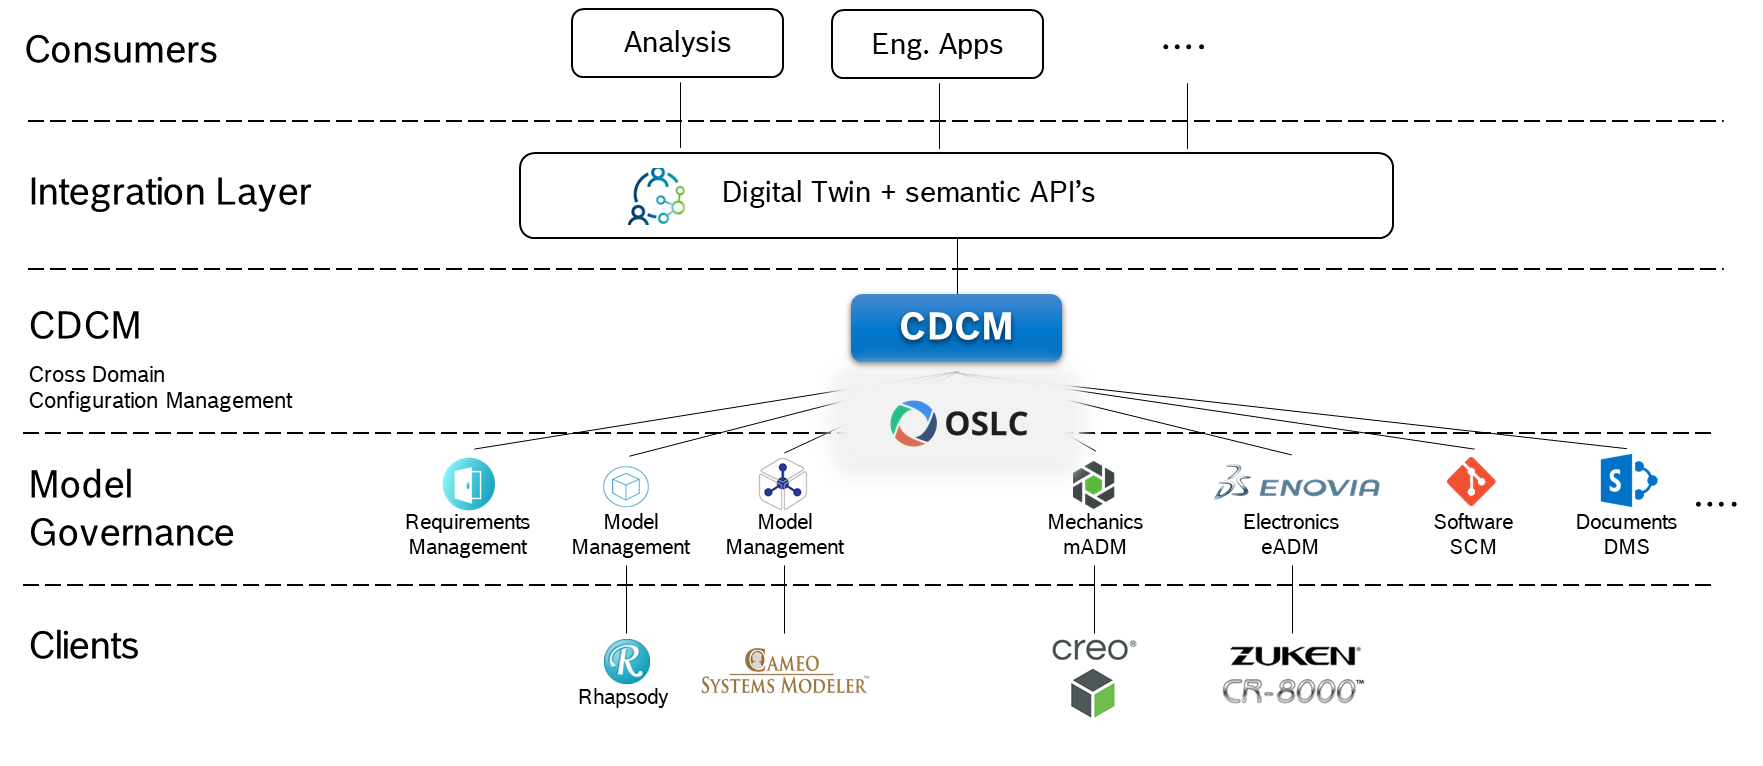 Consumers
Analysis
Eng. Apps
....
Integration Layer
Digital Twin + semantic API's
CDCM
Cross Domain
Configuration Management
CDCM
OSLC
Model
Governance
Requirements
Management
Model
Management
Model
Management
Mechanics
mADM
ENOVIA
Electronics
eADM
Software
SCM
S
Documents
DMS
....
Clients
R
Rhapsody
CAMEO
SYSTEMS MODELER™
creo®
ZUKEN®
CR-8000™